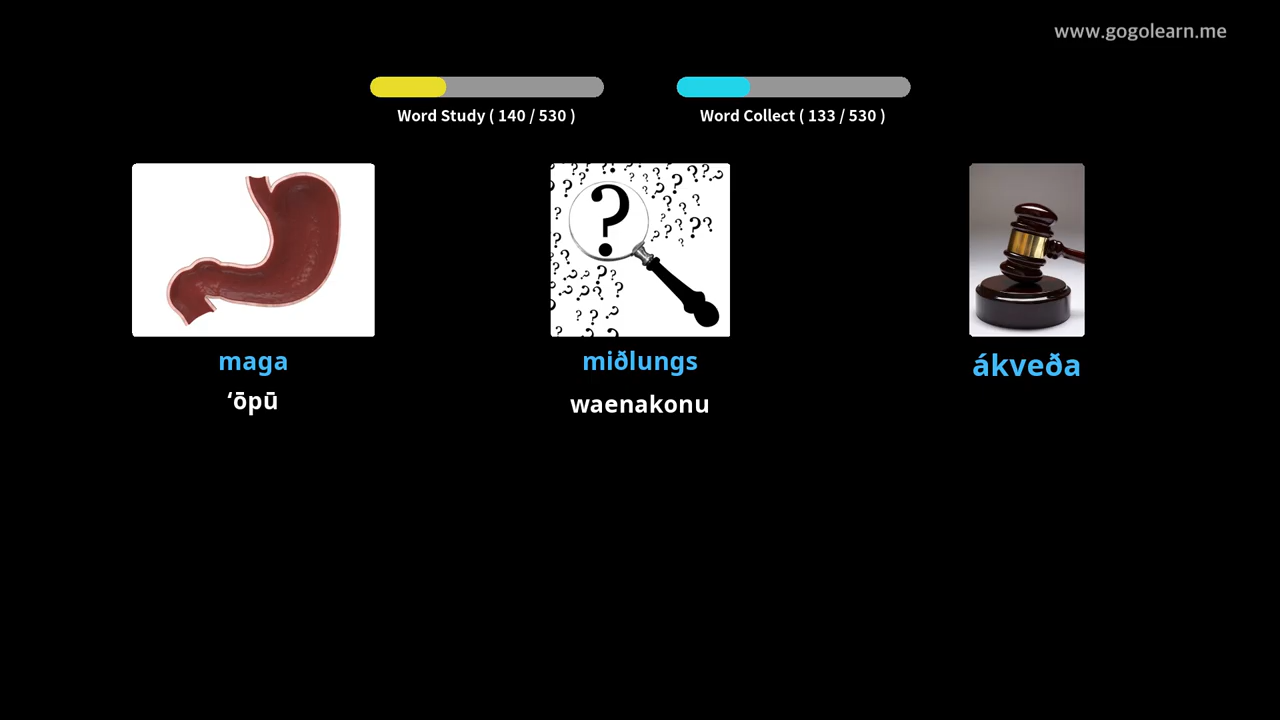 www.gogolearn.me
Word Study ( 140 / 530 )
Word Collect ( 133 / 530 )
maga
miðlungs
ákveða
ʻōpū
waenakonu